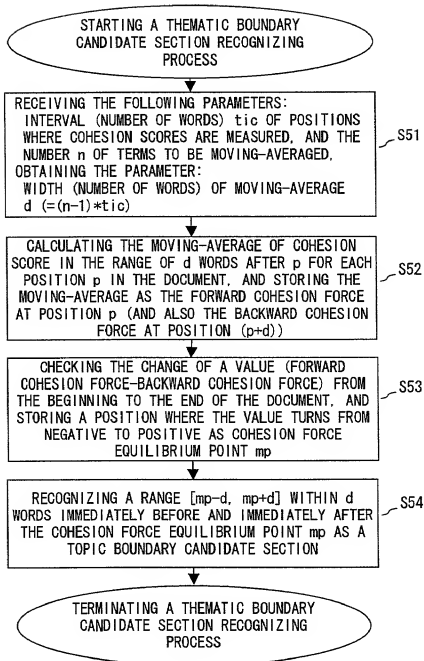 STARTING A THEMATIC BOUNDARY
CANDIDATE SECTION RECOGNIZING
PROCESS
RECEIVING THE FOLLOWING PARAMETERS:
INTERVAL (NUMBER OF WORDS) tic OF POSITIONS
WHERE COHESION SCORES ARE MEASURED, AND THE
NUMBER n OF TERMS TO BE MOVING-AVERAGED,
OBTAINING THE PARAMETER:
WIDTH (NUMBER OF WORDS) OF MOVING-AVERAGE
d (=(n-1)*tic)
S51
CALCULATING THE MOVING-AVERAGE OF COHESION
SCORE IN THE RANGE OF d WORDS AFTER p FOR EACH
POSITION p IN THE DOCUMENT, AND STORING THE
MOVING-AVERAGE AS THE FORWARD COHESION FORCE
AT POSITION p (AND ALSO THE BACKWARD COHESION
FORCE AT POSITION (p+d))
S52
CHECKING THE CHANGE OF A VALUE (FORWARD
COHESION FORCE-BACKWARD COHESION FORCE) FROM
THE BEGINNING TO THE END OF THE DOCUMENT, AND
STORING A POSITION WHERE THE VALUE TURNS FROM
NEGATIVE TO POSITIVE AS COHESION FORCE
EQUILIBRIUM POINT mp
S53
RECOGNIZING A RANGE [mp-d, mp+d] WITHIN d
WORDS IMMEDIATELY BEFORE AND IMMEDIATELY AFTER
THE COHESION FORCE EQUILIBRIUM POINT mp AS A
TOPIC BOUNDARY CANDIDATE SECTION
S54
TERMINATING A THEMATIC BOUNDARY
CANDIDATE SECTION RECOGNIZING
PROCESS